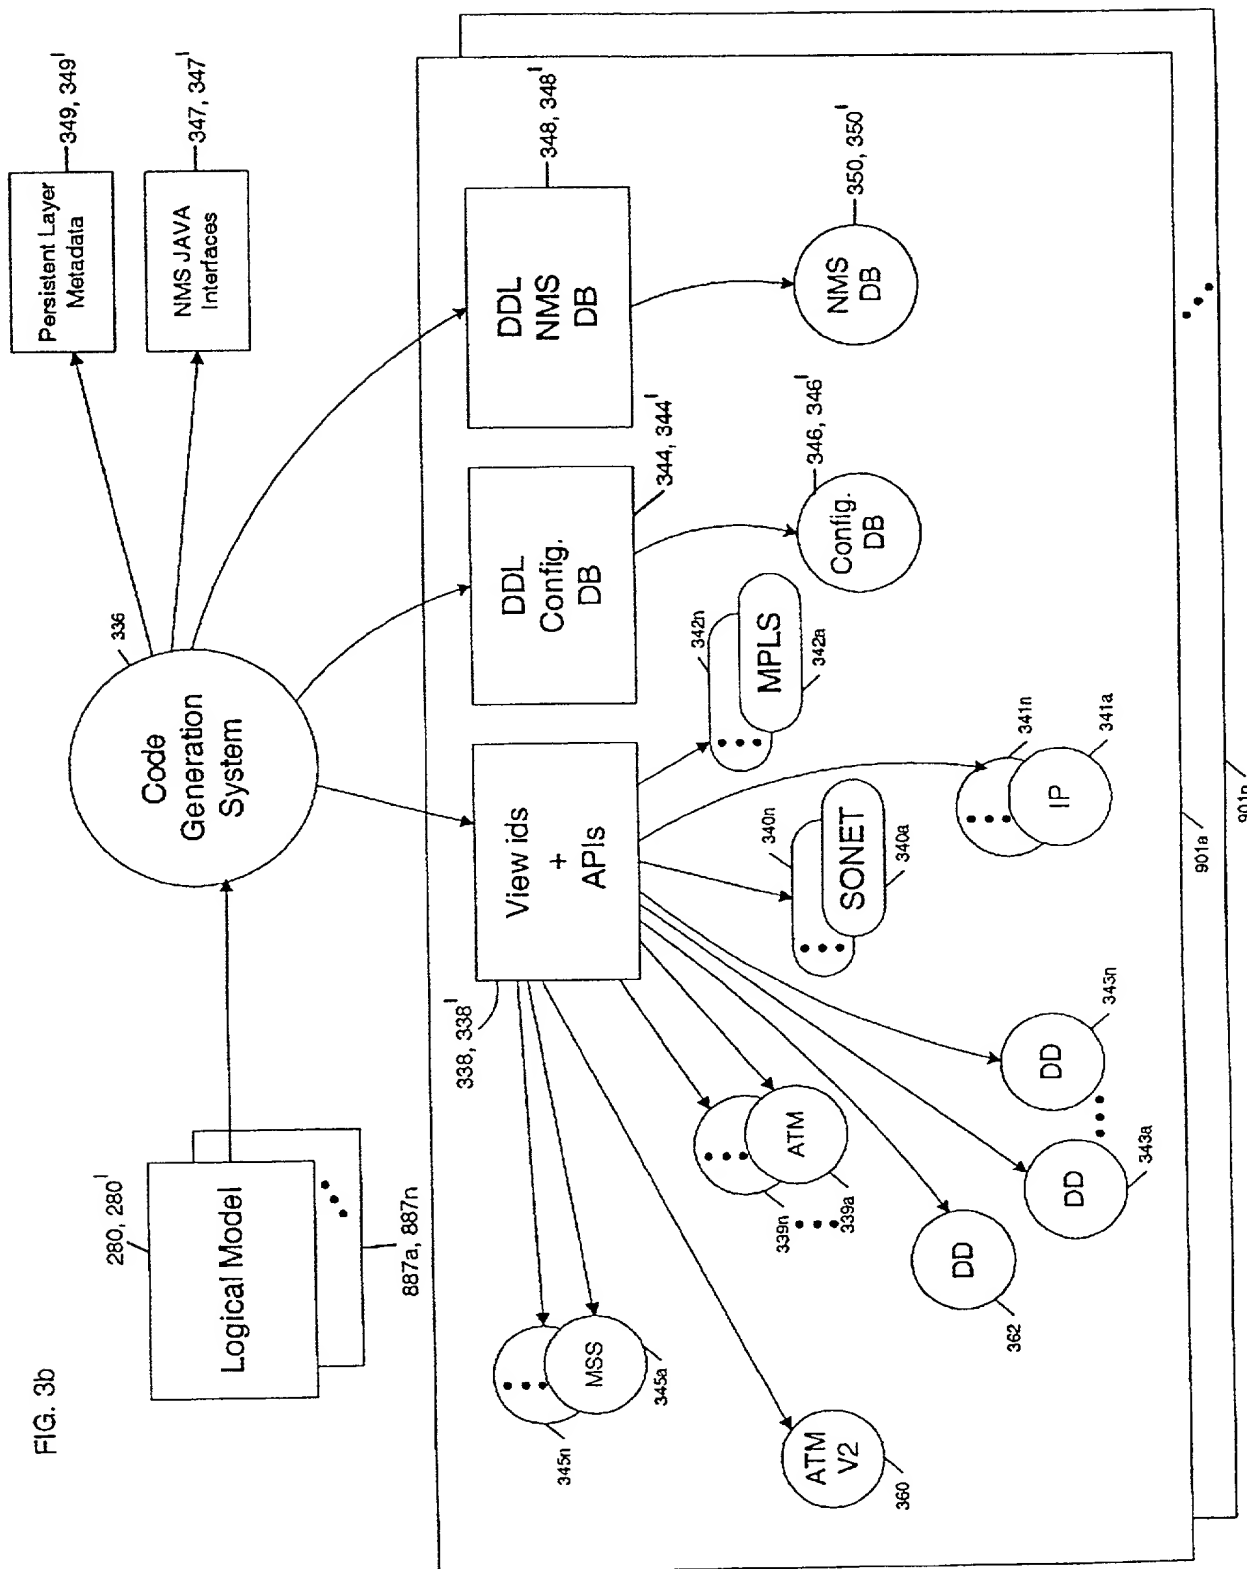 FIG. 3b
280, 280'
Logical Model
887a, 887n
336
Code
Generation
System
Persistent Layer
Metadata
349, 349'
NMS JAVA
Interfaces
347, 347'
338, 338'
View ids
+
APIs
DDL
Config.
DB
344, 344'
DDL
NMS
DB
348, 348'
345n
MSS
345a
ATM
V2
360
339n
ATM
339a
DD
362
DD
343a
DD
343n
340n
SONET
340a
341n
IP
341a
342n
MPLS
342a
Config.
DB
346, 346'
NMS
DB
350, 350'
901a
901n